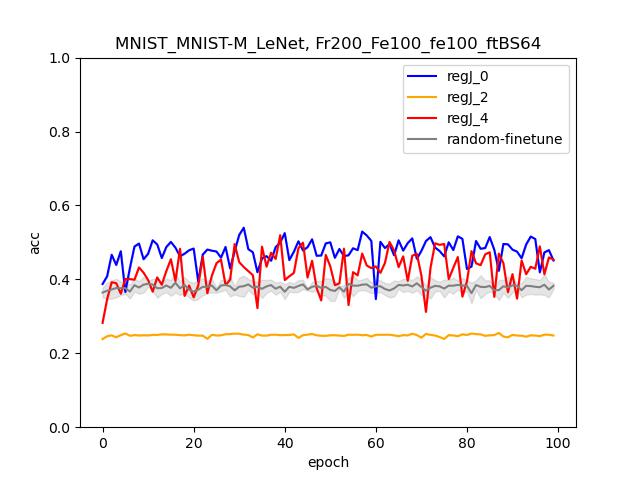 MNIST_MNIST-M_LeNet, Fr200_Fe100_fe100_ftBS64
regJ_0
regJ_2
regJ_4
random-finetune
1.0
0.8
0.6
0.4
0.2
0.0
acc
0 20 40 60 80 100
epoch